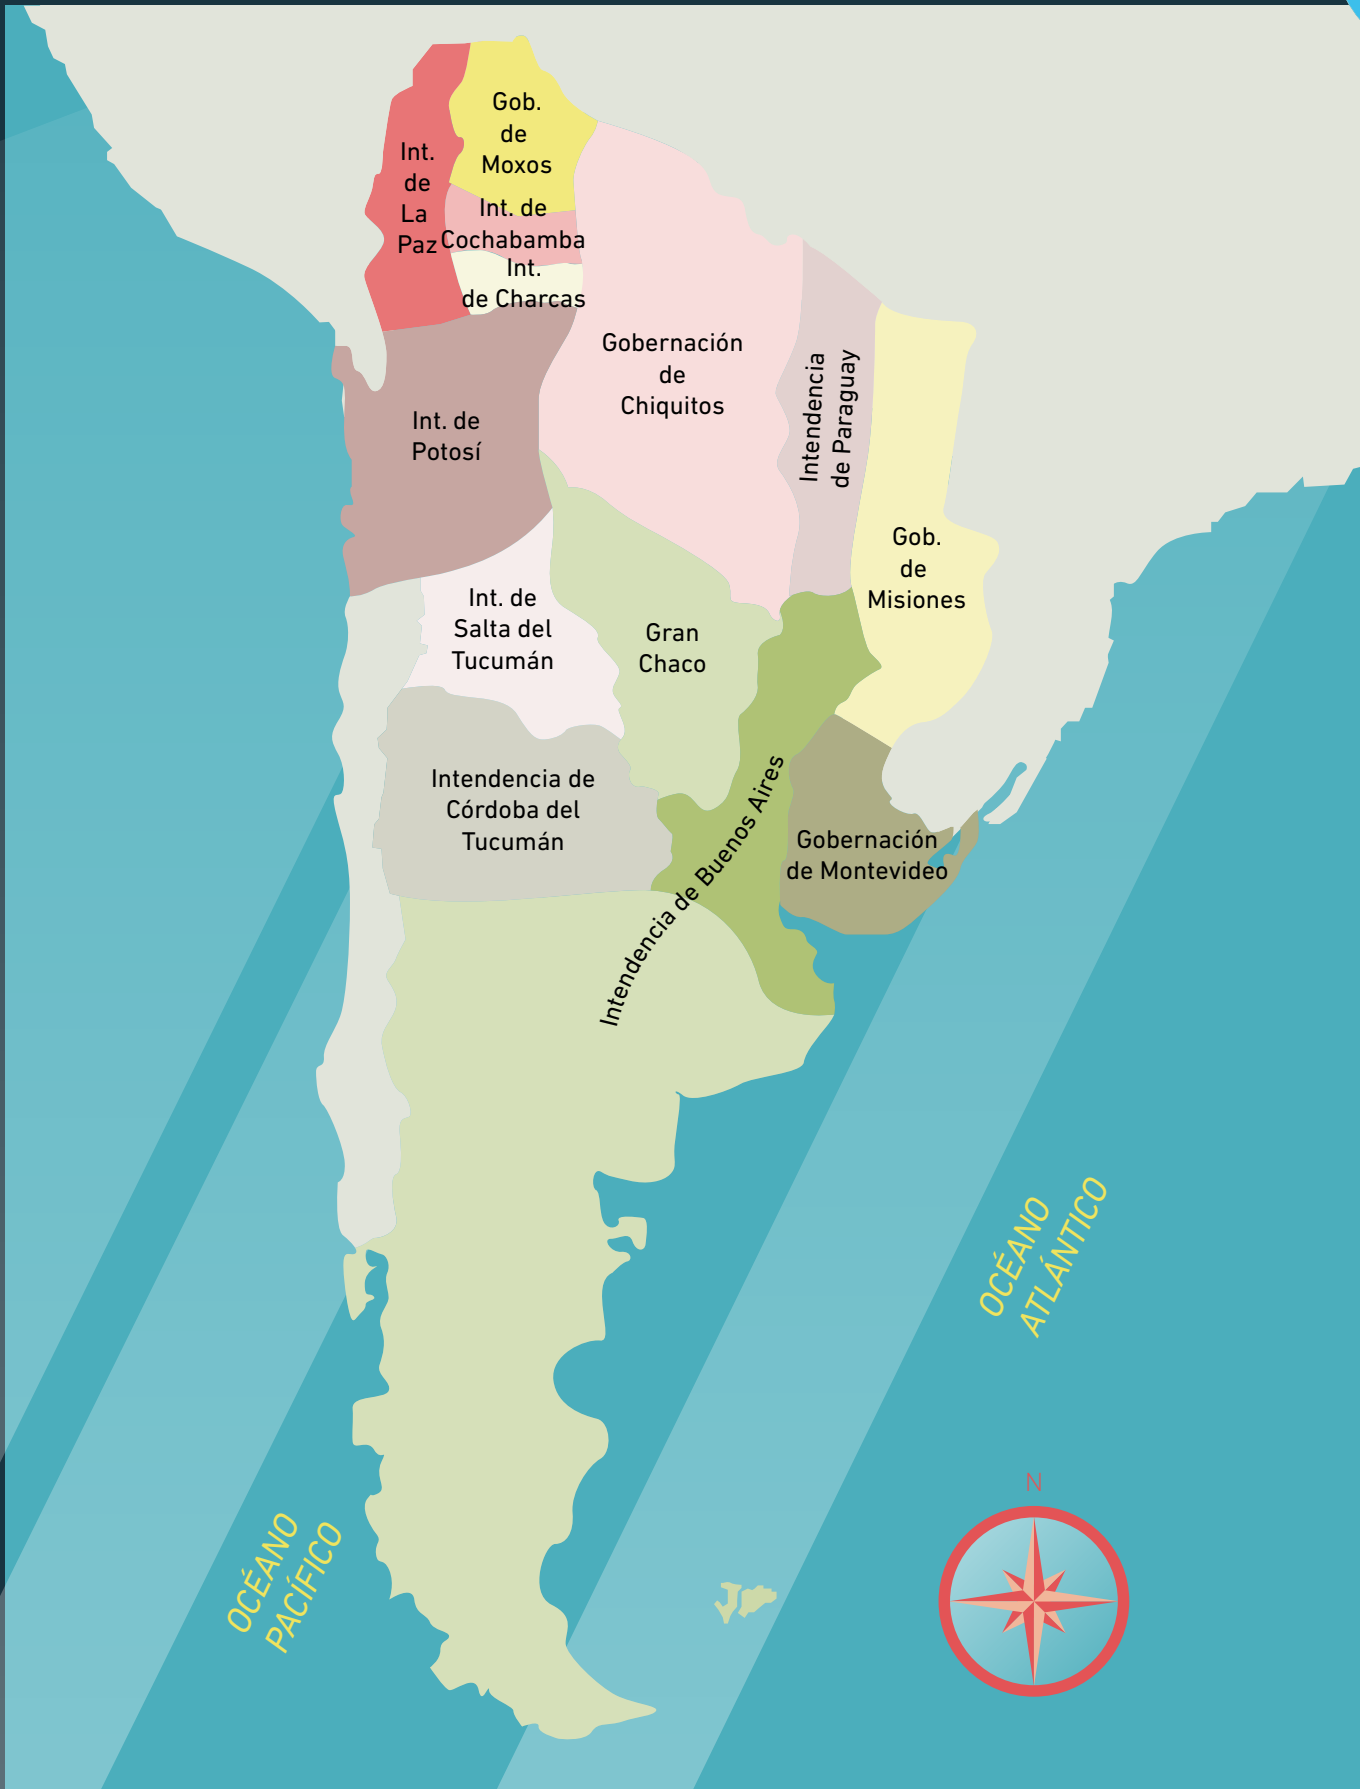 Gob.
de
Moxos
Int.
de
La
Paz
Int. de
Cochabamba
Int.
de Charcas
Gobernación
de
Chiquitos
Intendencia
de Paraguay
Int. de
Potosí
Gob.
de
Misiones
Int. de
Salta del
Tucumán
Gran
Chaco
Intendencia de
Córdoba del
Tucumán
Intendencia de Buenos Aires
Gobernación
de Montevideo
OCÉANO
ATLÁNTICO
OCÉANO
PACÍFICO
N